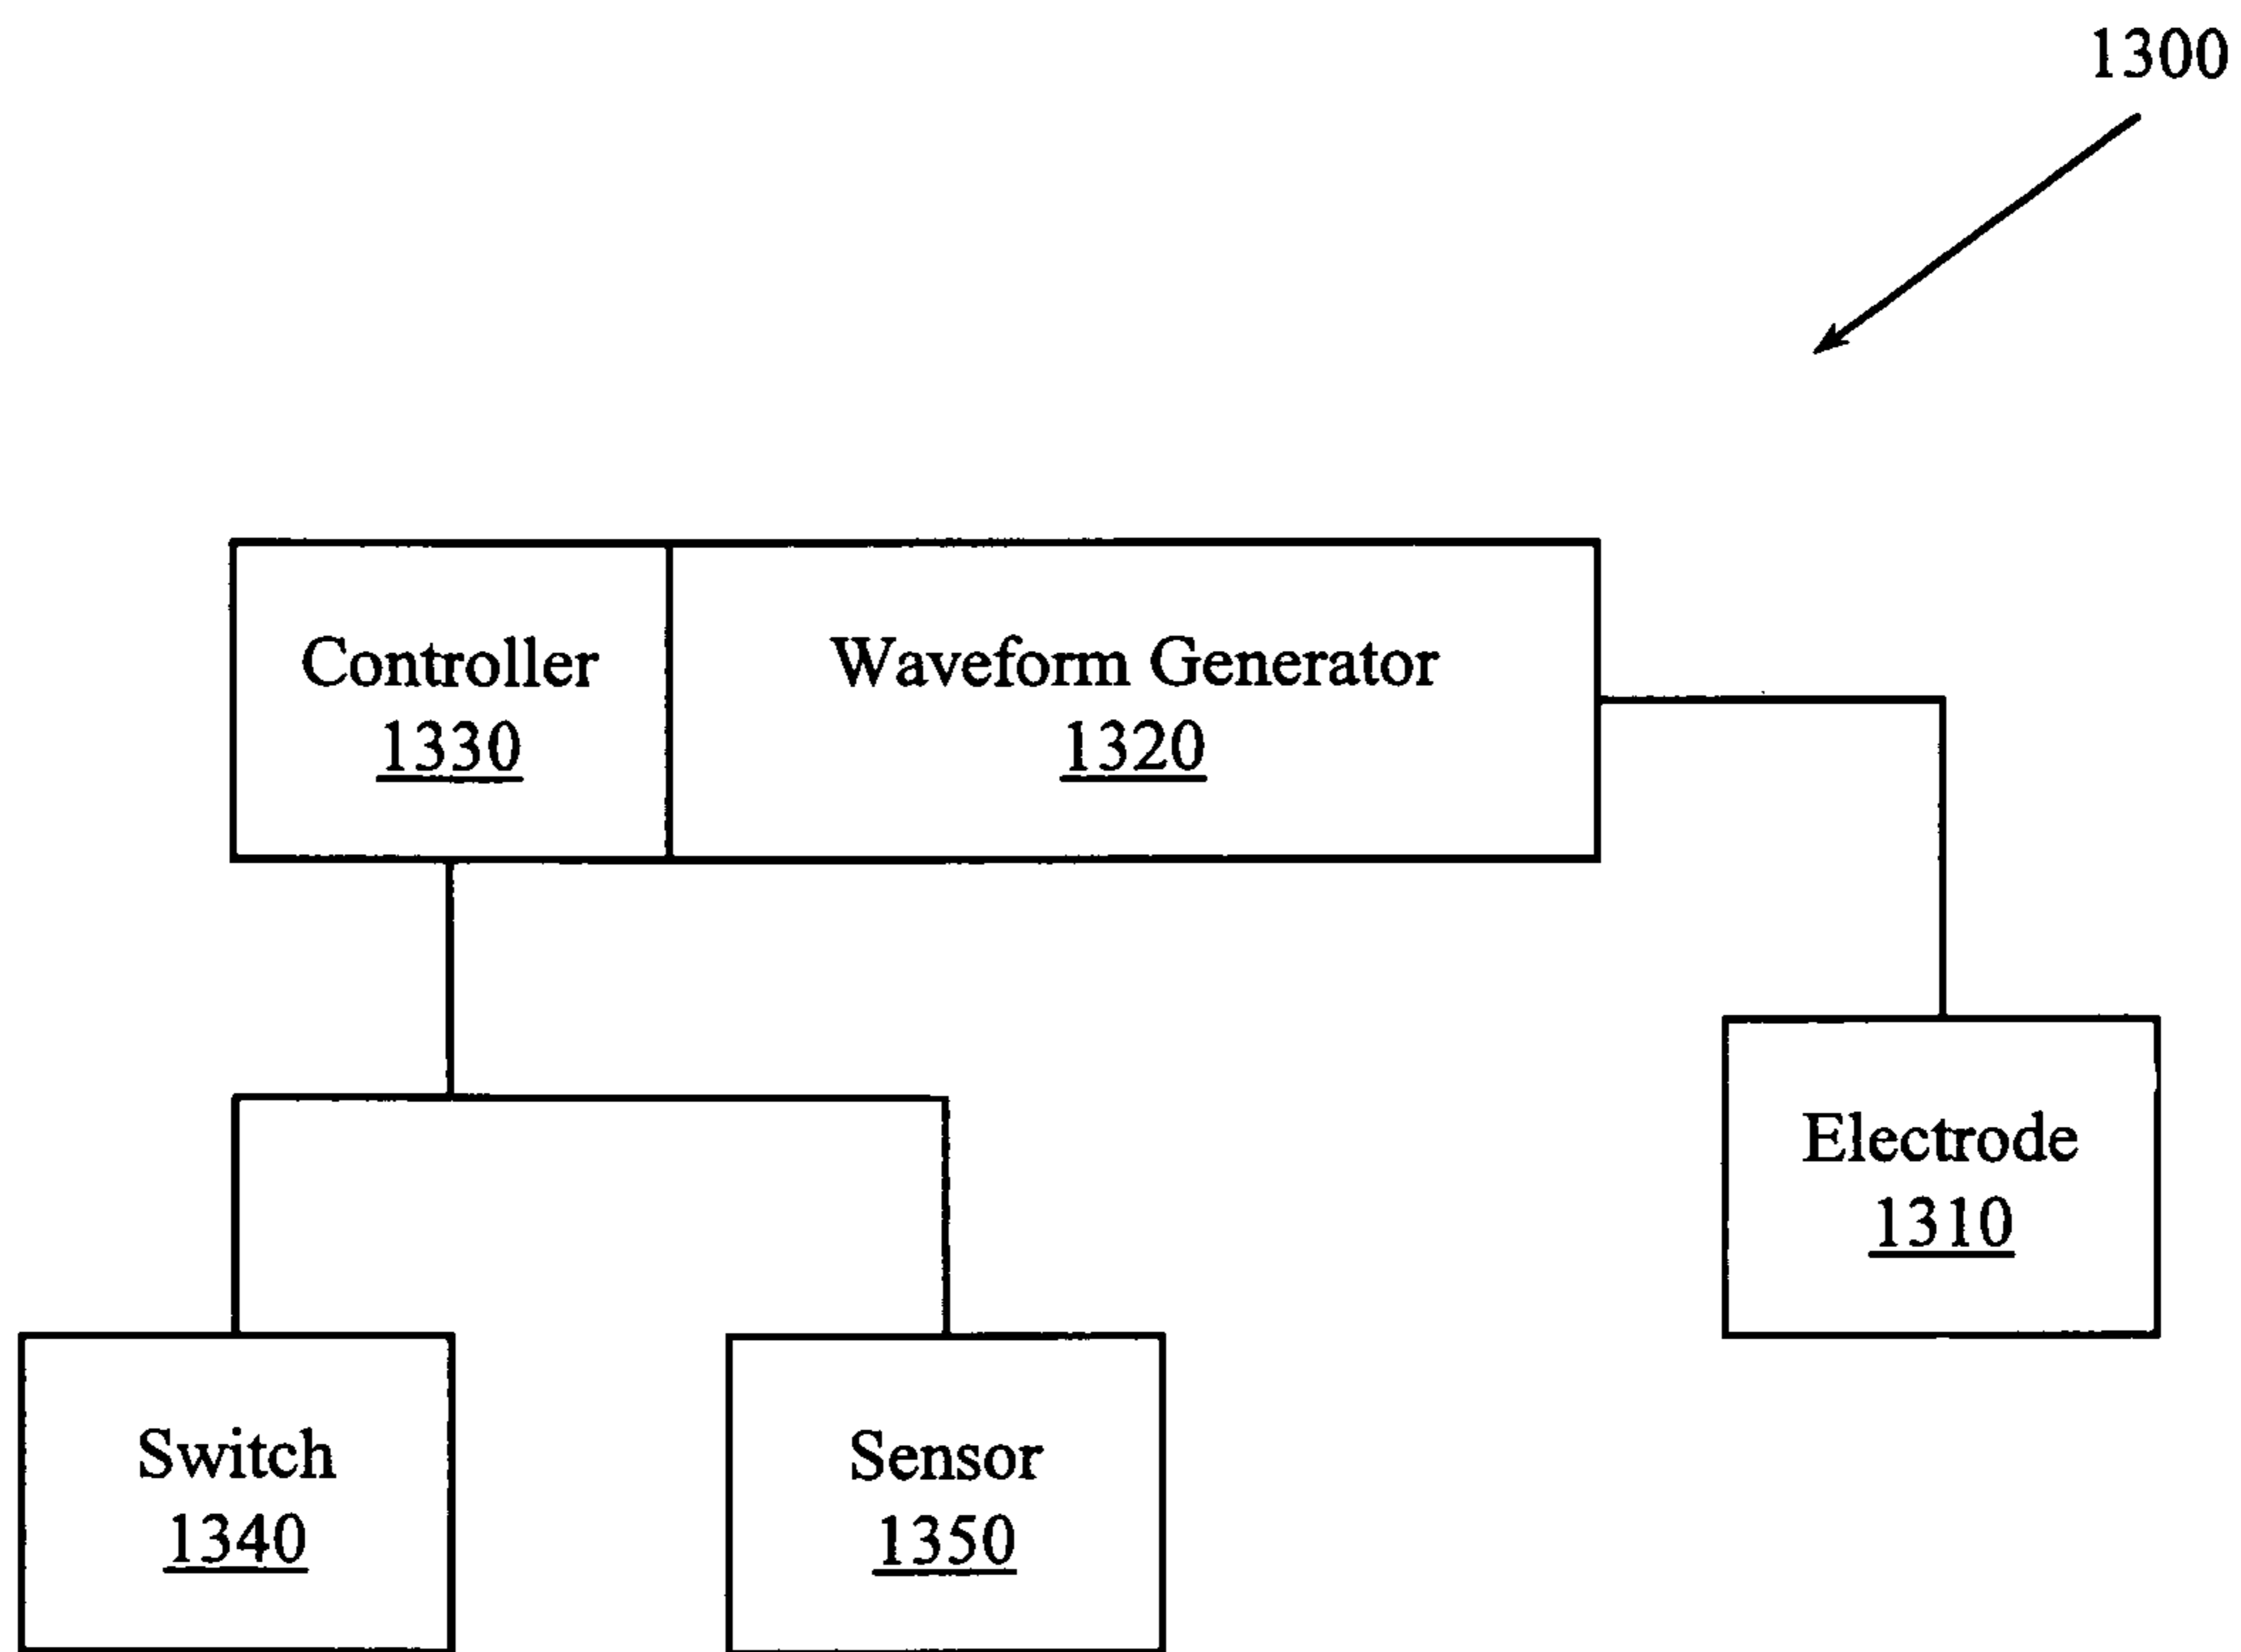 1300
Controller
1330
Waveform Generator
1320
Electrode
1310
Switch
1340
Sensor
1350